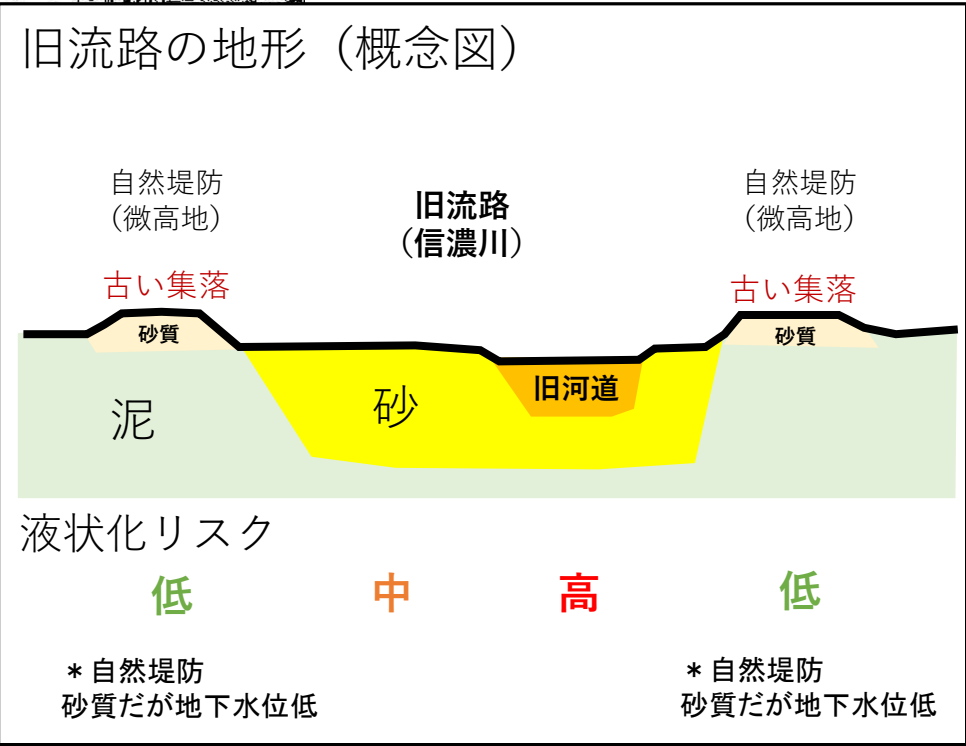 旧流路の地形（概念図）
自然堤防
（微高地）
旧流路
（信濃川）
自然堤防
（微高地）
古い集落
古い集落
砂質
砂質
旧河道
泥
砂
液状化リスク
低
中
高
低
＊自然堤防
砂質だが地下水位低
＊自然堤防
砂質だが地下水位低